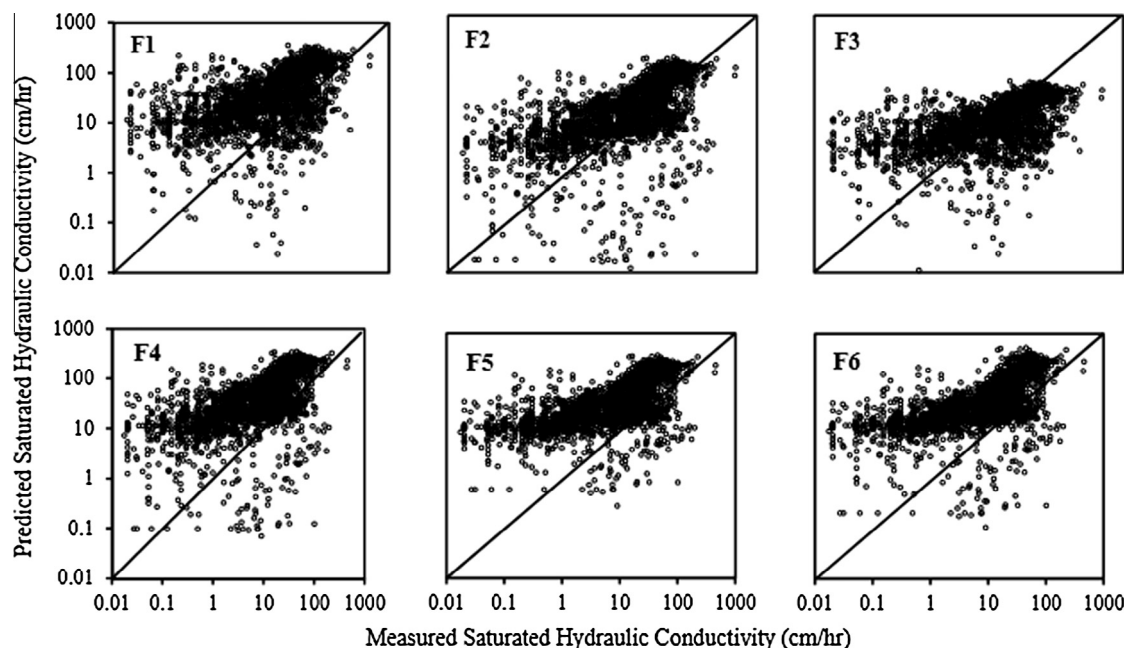 Predicted Saturated Hydraulic Conductivity (cm/hr)
1000
100
10
1
0.1
0.01
F1
F2
F3
1000
100
10
1
0.1
0.01
F4
F5
F6
0.01 0.1 1 10 100 1000
0.01 0.1 1 10 100 1000
0.01 0.1 1 10 100 1000
Measured Saturated Hydraulic Conductivity (cm/hr)